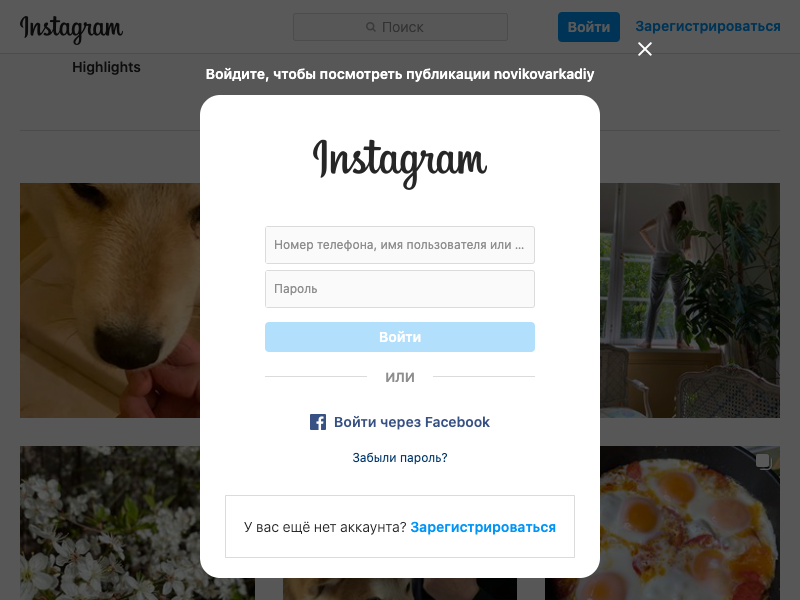 Instagram
Поиск
Войти
Зарегистрироваться
Highlights
Войдите, чтобы посмотреть публикации novikovarkadiy
Instagram
Номер телефона, имя пользователя или ...
Пароль
Войти
ИЛИ
Войти через Facebook
Забыли пароль?
У вас ещё нет аккаунта? Зарегистрироваться